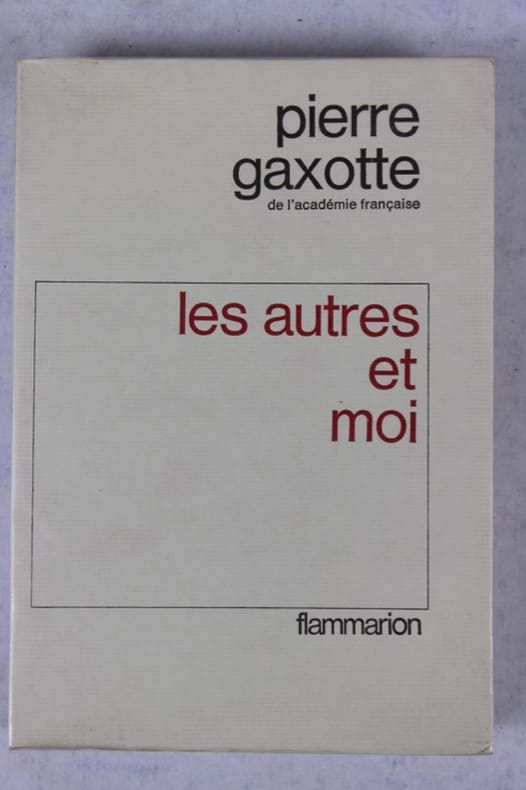 pierre
gaxotte
de l'académie française
les autres
et
moi
flammarion